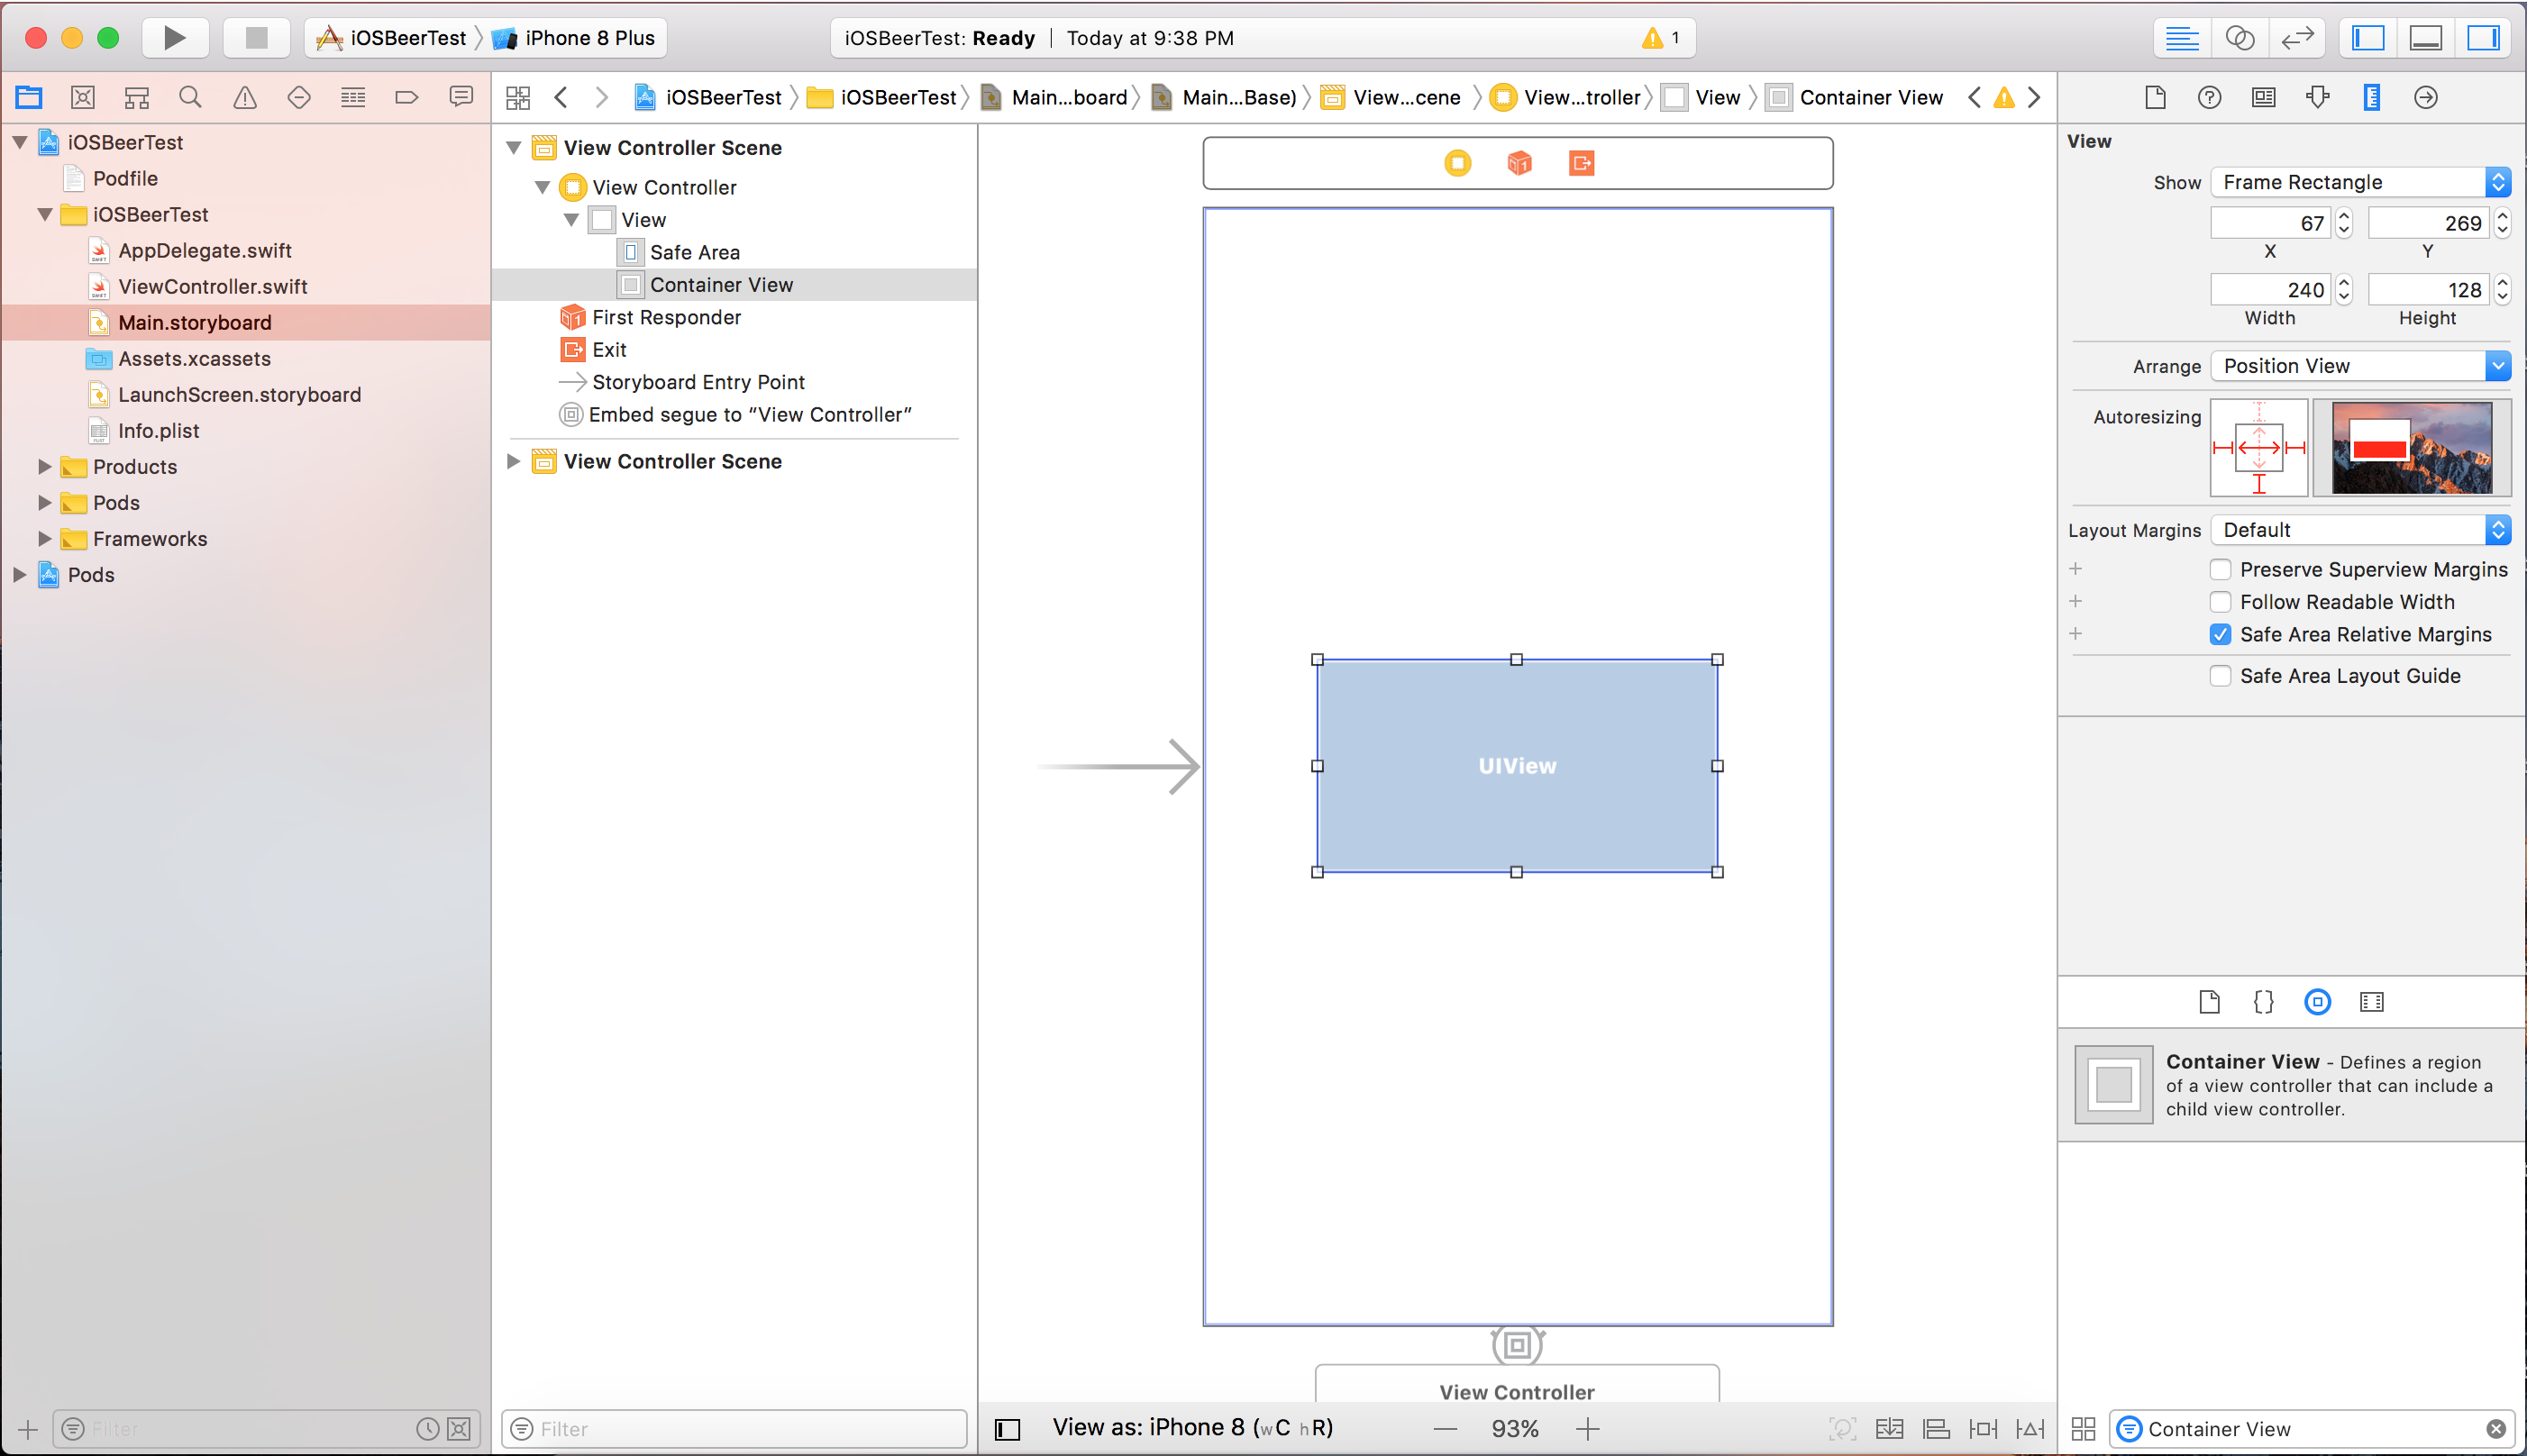 iOSBeerTest iPhone 8 Plus
iOSBeerTest: Ready | Today at 9:38 PM
1
iOSBeerTest iOSBeerTest Main...board Main...Base) View...cene View...troller View Container View
iOSBeerTest
Podfile
iOSBeerTest
AppDelegate.swift
ViewController.swift
Main.storyboard
Assets.xcassets
LaunchScreen.storyboard
Info.plist
Products
Pods
Frameworks
Pods
Filter
View Controller Scene
View Controller
View
Safe Area
Container View
First Responder
Exit
Storyboard Entry Point
Embed segue to “View Controller”
View Controller Scene
Filter
UIView
View Controller
View as: iPhone 8 (wC hR)
93%
View
Show Frame Rectangle
67 269
X Y
240 128
Width Height
Arrange Position View
Autoresizing
Layout Margins Default
Preserve Superview Margins
Follow Readable Width
Safe Area Relative Margins
Safe Area Layout Guide
{}
Container View - Defines a region
of a view controller that can include a
child view controller.
Container View